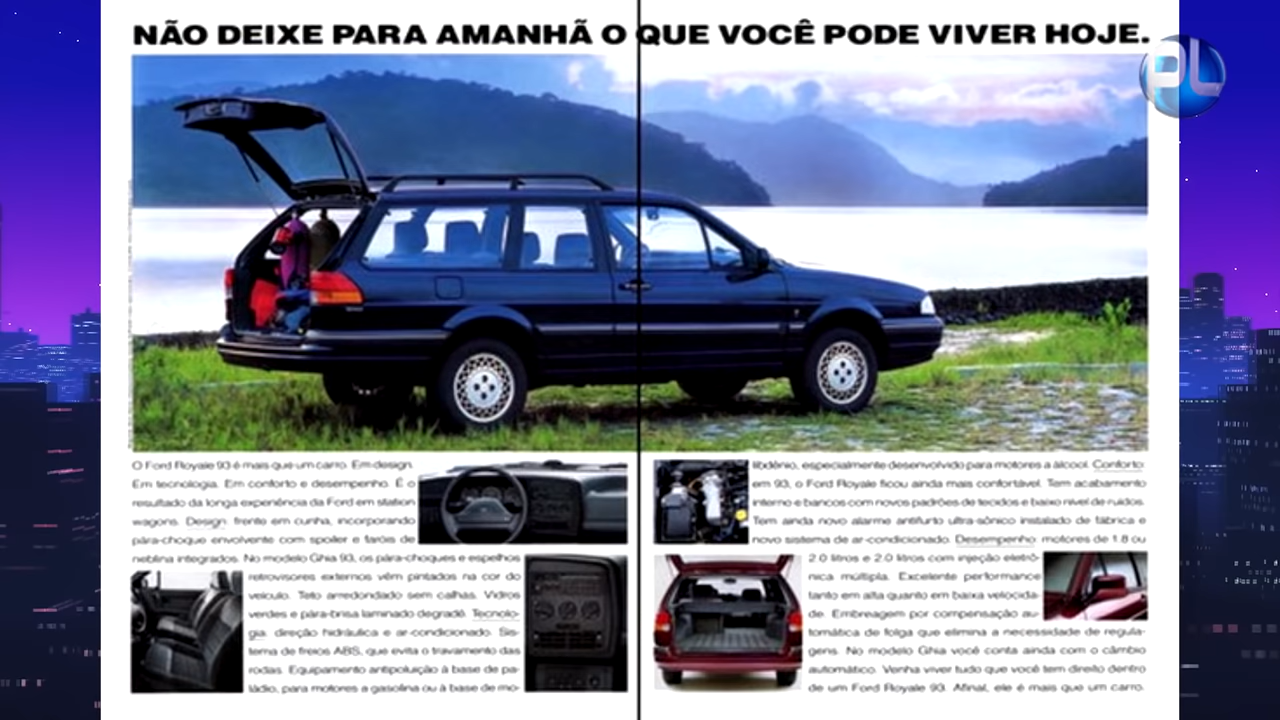 NÃO DEIXE PARA AMANHÃ O QUE VOCÊ PODE VIVER HOJE.
PL
O Ford Royale 93 é mais que um carro. Em design.
Em tecnologia. Em conforto e desempenho. É o
resultado da longa experiência da Ford em station
wagons. Design: frente em cunha, incorporando
pára-choque envolvente com spoiler e faróis de
neblina integrados. No modelo Ghia 93, os pára-choques e espelhos
retrovisores externos vêm pintados na cor do
veículo. Teto arredondado sem calhas. Vidros
verdes e pára-brisa laminado degradê. Tecnolo-
gia: direção hidráulica e ar-condicionado. Sis-
tema de freios ABS, que evita o travamento das
rodas. Equipamento antipoluição à base de pa-
ládio, para motores a gasolina ou à base de mo-
libdênio, especialmente desenvolvido para motores a álcool. Conforto:
em 93, o Ford Royale ficou ainda mais confortável. Tem acabamento
interno e bancos com novos padrões de tecidos e baixo nível de ruídos.
Tem ainda novo alarme antifurto ultra-sônico instalado de fábrica e
novo sistema de ar-condicionado. Desempenho: motores de 1.8 ou
2.0 litros e 2.0 litros com injeção eletrô-
nica múltipla. Excelente performance
tanto em alta quanto em baixa velocida-
de. Embreagem por compensação au-
tomática de folga que elimina a necessidade de regula-
gens. No modelo Ghia você conta ainda com o câmbio
automático. Venha viver tudo que você tem direito dentro
de um Ford Royale 93. Afinal, ele é mais que um carro.